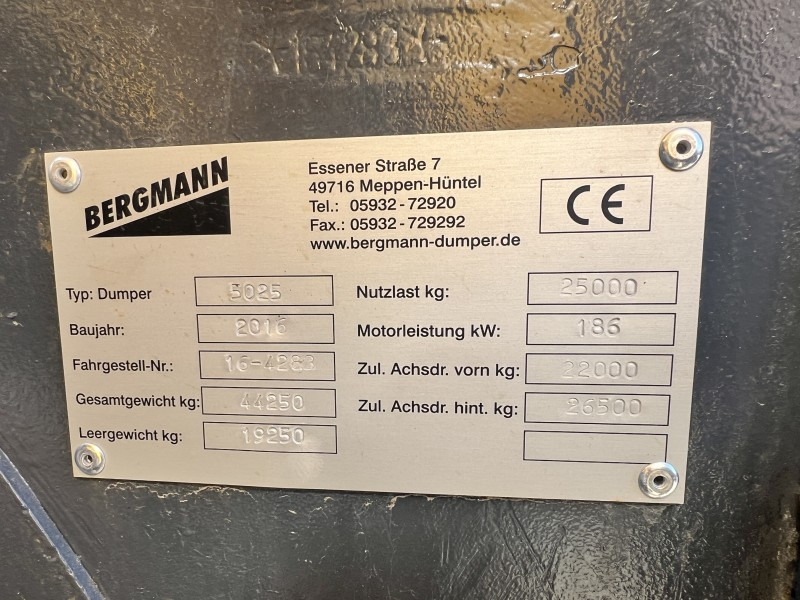 BERGMANN
Essener Straße 7
49716 Meppen-Hüntel
Tel.: 05932-72920
Fax.: 05932-729292
www.bergmann-dumper.de
CE
Typ: Dumper 5025
Baujahr: 2016
Fahrgestell-Nr.: 16-4283
Gesamtgewicht kg: 44250
Leergewicht kg: 19250
Nutzlast kg: 25000
Motorleistung kW: 186
Zul. Achsdr. vorn kg: 22000
Zul. Achsdr. hint. kg: 26500